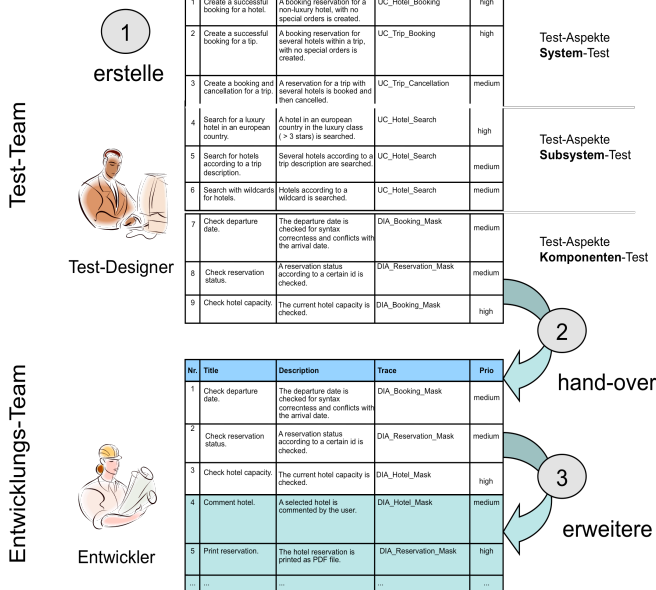 1 Create a successful booking for a hotel. A booking reservation for a non-luxury hotel, with no special orders is created. UC_Hotel_Booking high
2 Create a successful booking for a tip. A booking reservation for several hotels within a trip, with no special orders is created. UC_Trip_Booking high
3 Create a booking and cancellation for a trip. A reservation for a trip with several hotels is booked and then cancelled. UC_Trip_Cancellation medium
4 Search for a luxury hotel in an european country. A hotel in an european country in the luxury class ( > 3 stars) is searched. UC_Hotel_Search high
5 Search for hotels according to a trip description. Several hotels according to a trip description are searched. UC_Hotel_Search medium
6 Search with wildcards for hotels. Hotels according to a wildcard is searched. UC_Hotel_Search medium
7 Check departure date. The departure date is checked for syntax correcntess and conflicts with the arrival date. DIA_Booking_Mask medium
8 Check reservation status. A reservation status according to a certain id is checked. DIA_Reservation_Mask medium
9 Check hotel capacity. The current hotel capacity is checked. DIA_Booking_Mask high
1
erstelle
Test-Team
Test-Designer
Test-Aspekte
System-Test
Test-Aspekte
Subsystem-Test
Test-Aspekte
Komponenten-Test
2
hand-over
Nr. Title Description Trace Prio
1 Check departure date. The departure date is checked for syntax correcntess and conflicts with the arrival date. DIA_Booking_Mask medium
2 Check reservation status. A reservation status according to a certain id is checked. DIA_Reservation_Mask medium
3 Check hotel capacity. The current hotel capacity is checked. DIA_Hotel_Mask high
4 Comment hotel. A selected hotel is commented by the user. DIA_Hotel_Mask medium
5 Print reservation. The hotel reservation is printed as PDF file. DIA_Reservation_Mask high
... ... ... ... ...
Entwicklungs-Team
Entwickler
3
erweitere